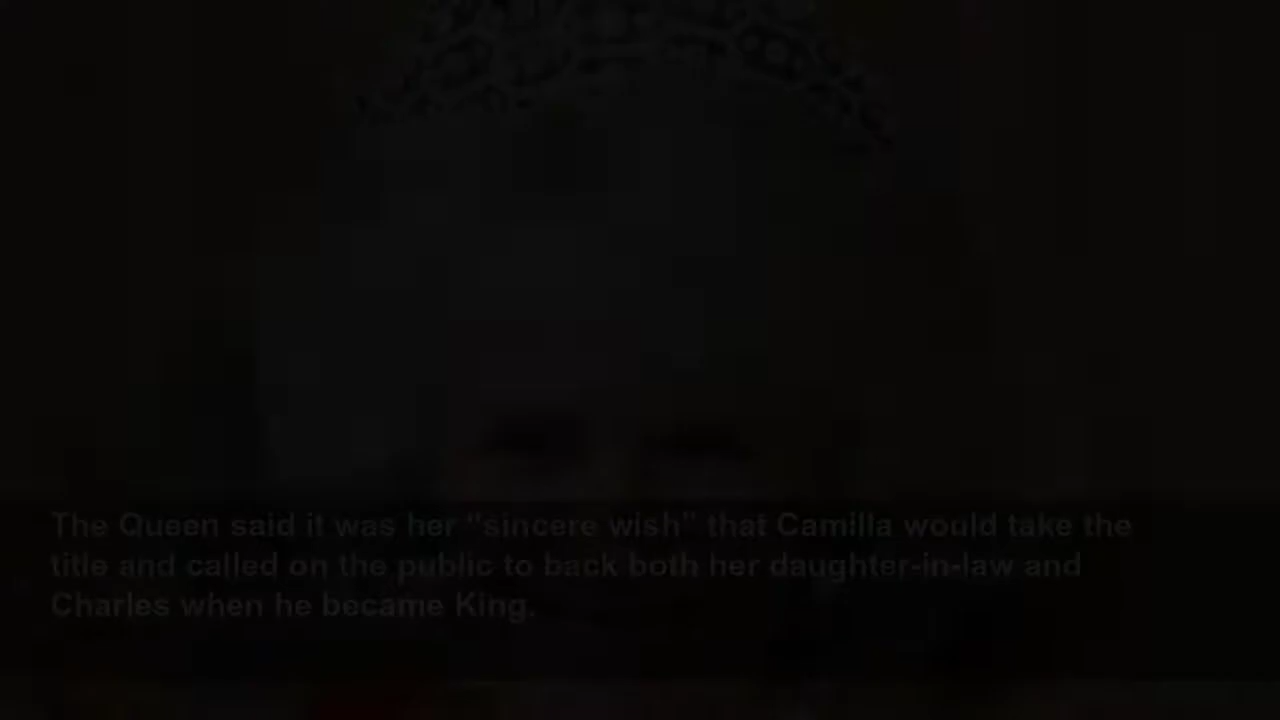 The Queen said it was her "sincere wish" that Camilla would take the
title and called on the public to back both her daughter-in-law and
Charles when he became King.